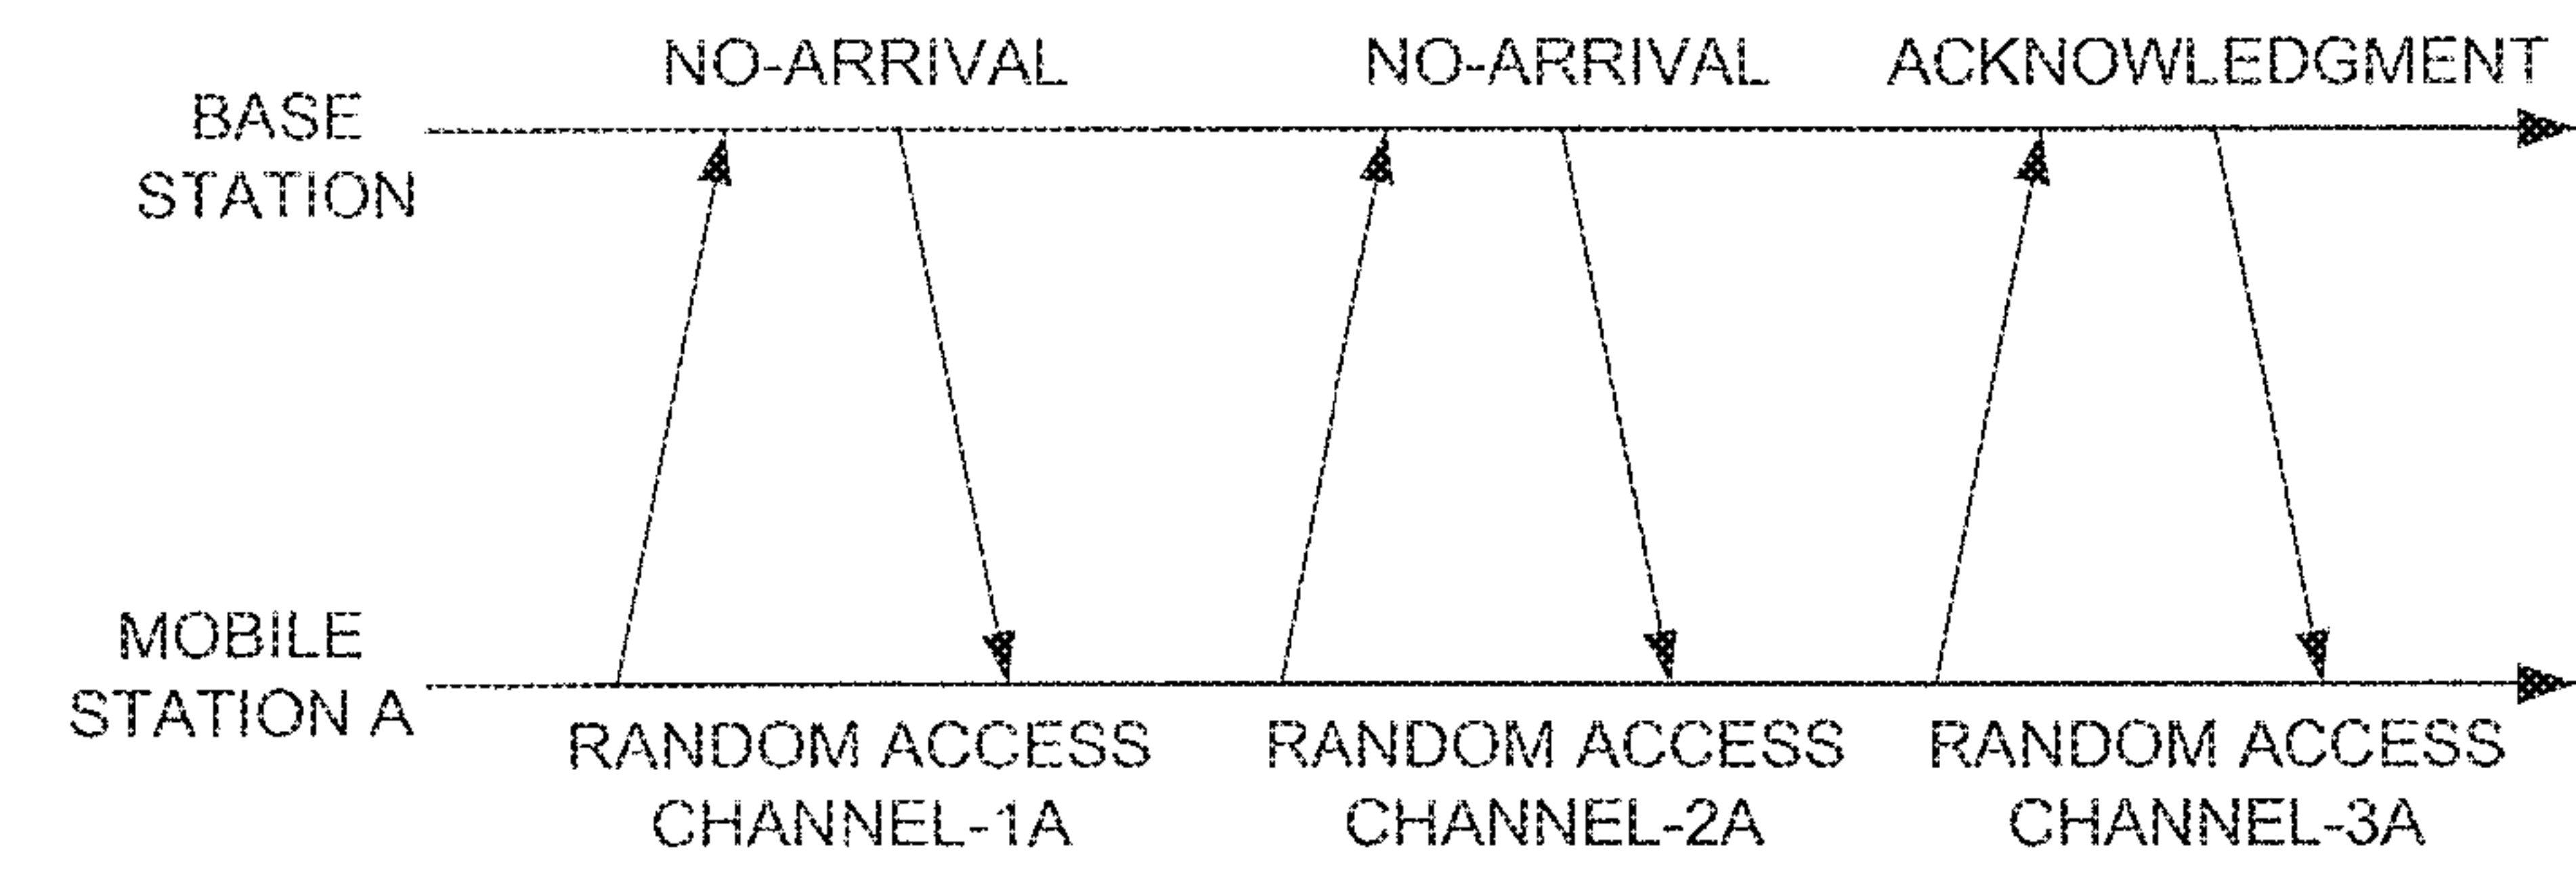 NO-ARRIVAL
NO-ARRIVAL
ACKNOWLEDGMENT
BASE
STATION
MOBILE
STATION A
RANDOM ACCESS
CHANNEL-1A
RANDOM ACCESS
CHANNEL-2A
RANDOM ACCESS
CHANNEL-3A